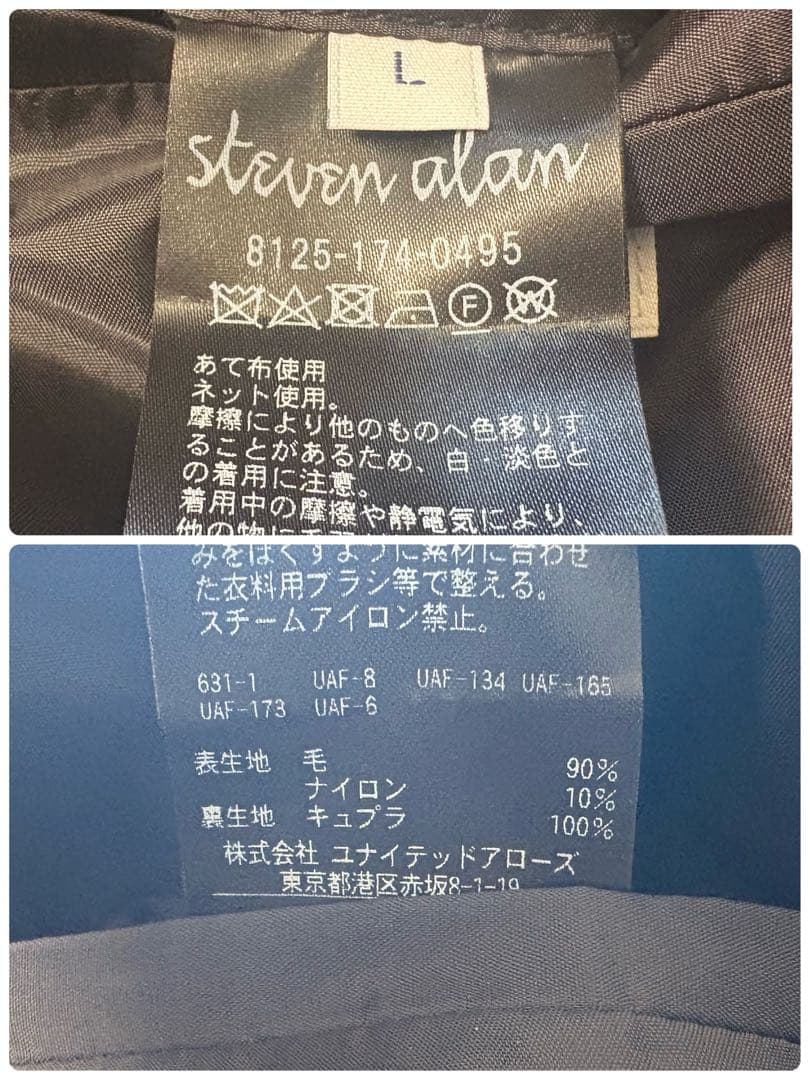 L
steven alan
8125-174-0495
F W
あて布使用
ネット使用。
摩擦により他のものへ色移りす
ることがあるため、白・淡色と
の着用に注意。
着用中の摩擦や静電気により、
他の物に
みをほぐすように素材に合わせ
た衣料用ブラシ等で整える。
スチームアイロン禁止。
631-1 UAF-8 UAF-134 UAF-165
UAF-173 UAF-6
表生地 毛 90%
ナイロン 10%
裏生地 キュプラ 100%
株式会社 ユナイテッドアローズ
東京都港区赤坂8-1-19